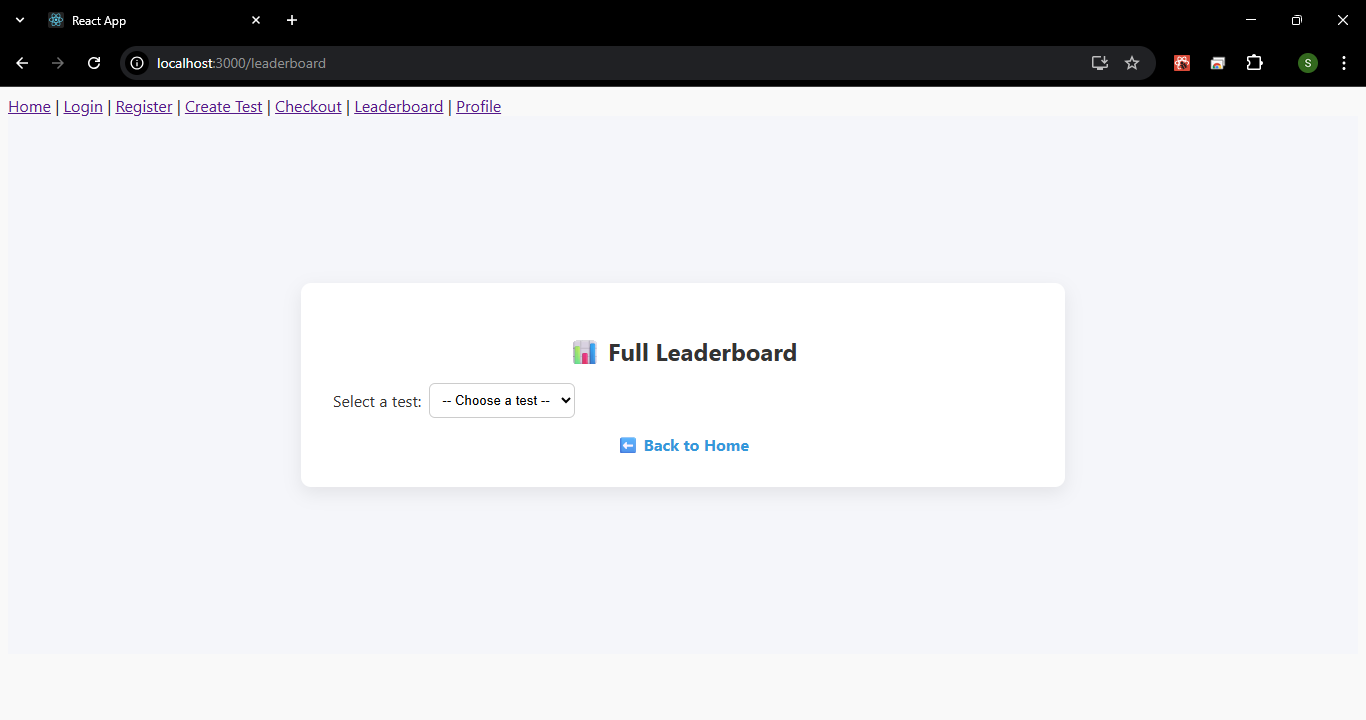 React App
localhost:3000/leaderboard
S
Home | Login | Register | Create Test | Checkout | Leaderboard | Profile
Full Leaderboard
Select a test: -- Choose a test --
Back to Home